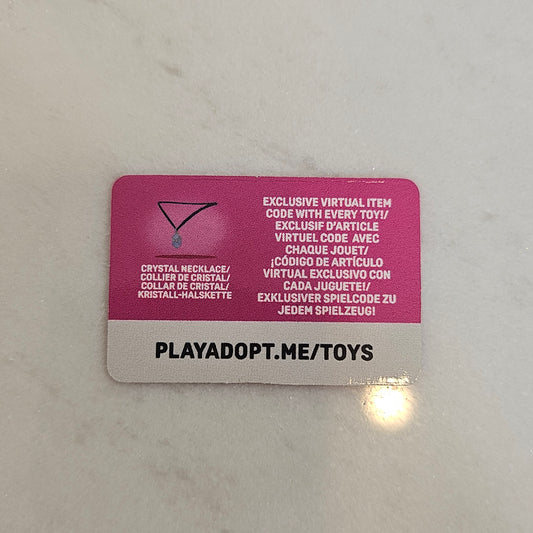 CRYSTAL NECKLACE/
COLLIER DE CRISTAL/
COLLAR DE CRISTAL/
KRISTALL-HALSKETTE
EXCLUSIVE VIRTUAL ITEM
CODE WITH EVERY TOY!/
EXCLUSIF D'ARTICLE
VIRTUEL CODE AVEC
CHAQUE JOUET/
¡CÓDIGO DE ARTÍCULO
VIRTUAL EXCLUSIVO CON
CADA JUGUETE!/
EXKLUSIVER SPIELCODE ZU
JEDEM SPIELZEUG!
PLAYADOPT.ME/TOYS